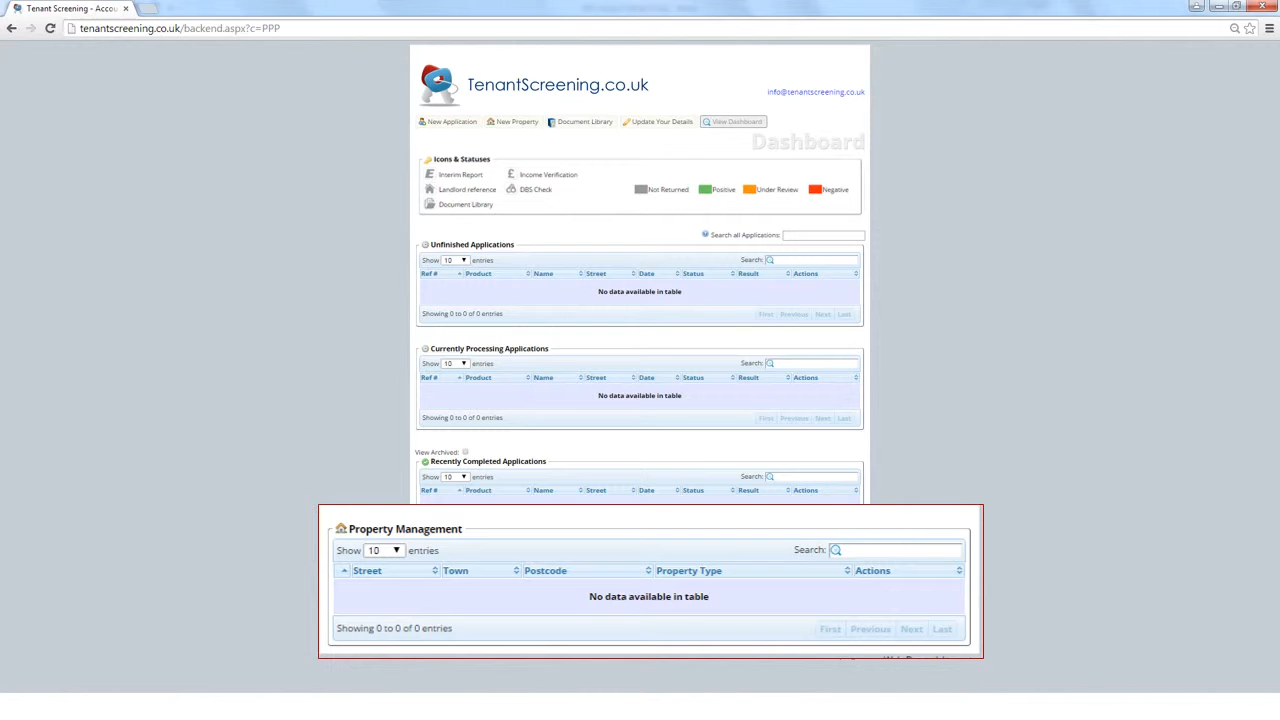 Tenant Screening - Accou
tenantscreening.co.uk/backend.aspx?c=PPP
TenantScreening.co.uk
info@tenantscreening.co.uk
New Application New Property Document Library Update Your Details View Dashboard
Dashboard
Icons & Statuses
Interim Report £ Income Verification
Landlord reference DBS Check Not Returned Positive Under Review Negative
Document Library
Search all Applications:
Unfinished Applications
Show 10 entries Search:
Ref # Product Name Street Date Status Result Actions
No data available in table
Showing 0 to 0 of 0 entries First Previous Next Last
Currently Processing Applications
Show 10 entries Search:
Ref # Product Name Street Date Status Result Actions
No data available in table
Showing 0 to 0 of 0 entries First Previous Next Last
View Archived:
Recently Completed Applications
Show 10 entries Search:
Ref # Product Name Street Date Status Result Actions
Property Management
Show 10 entries Search:
Street Town Postcode Property Type Actions
No data available in table
Showing 0 to 0 of 0 entries First Previous Next Last